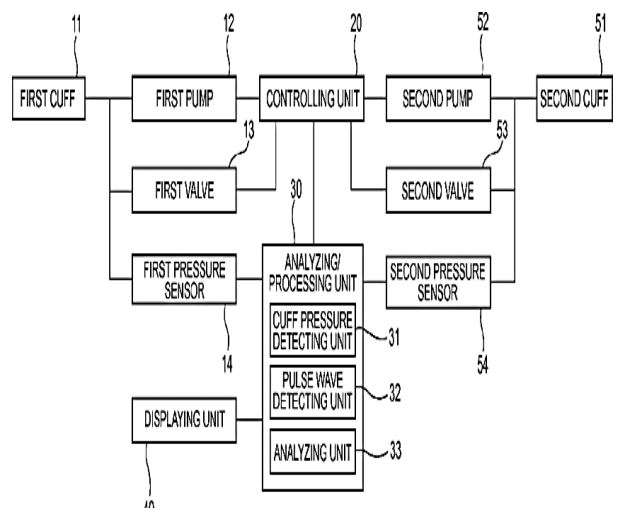 11
12
20
52
51
FIRST CUFF
FIRST PUMP
CONTROLLING UNIT
SECOND PUMP
SECOND CUFF
13
53
FIRST VALVE
SECOND VALVE
30
FIRST PRESSURE
SENSOR
ANALYZING/
PROCESSING UNIT
SECOND PRESSURE
SENSOR
CUFF PRESSURE
DETECTING UNIT
31
14
54
PULSE WAVE
DETECTING UNIT
32
DISPLAYING UNIT
ANALYZING UNIT
33